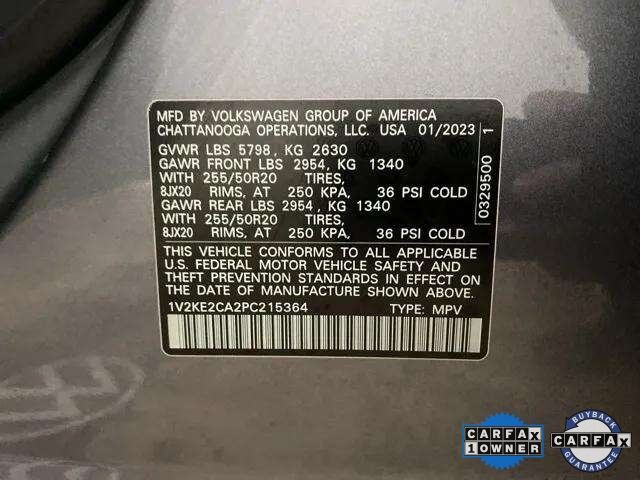 MFD. BY VOLKSWAGEN GROUP OF AMERICA
CHATTANOOGA OPERATIONS, LLC. USA 01/2023
GVWR LBS 5798, KG 2630
GAWR FRONT LBS 2954, KG 1340
WITH 255/50R20 TIRES,
8JX20 RIMS, AT 250 KPA, 36 PSI COLD
GAWR REAR LBS 2954, KG 1340
WITH 255/50R20 TIRES,
8JX20 RIMS, AT 250 KPA, 36 PSI COLD
THIS VEHICLE CONFORMS TO ALL APPLICABLE
U.S. FEDERAL MOTOR VEHICLE SAFETY AND
THEFT PREVENTION STANDARDS IN EFFECT
ON THE DATE OF MANUFACTURE SHOWN ABOVE.
1V2KE2CA2PC215364 TYPE: MPV
0329500 1
CARFAX
1 OWNER
BUYBACK
CARFAX
GUARANTEE